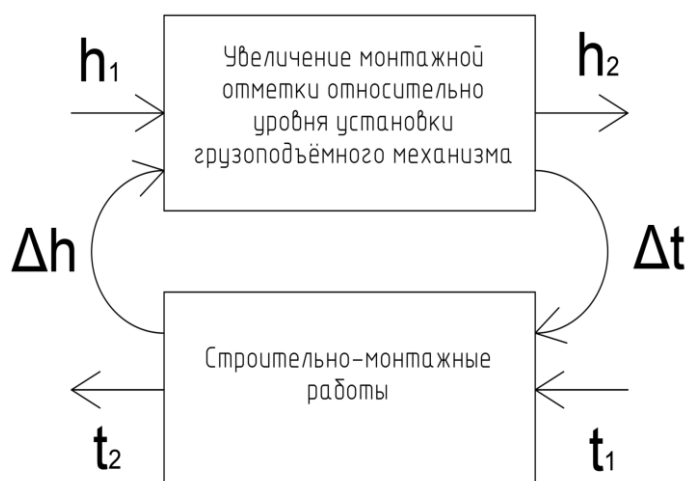 h₁
Увеличение монтажной
отметки относительно
уровня установки
грузоподъёмного механизма
h₂
Δh
Δt
Строительно-монтажные
работы
t₂
t₁